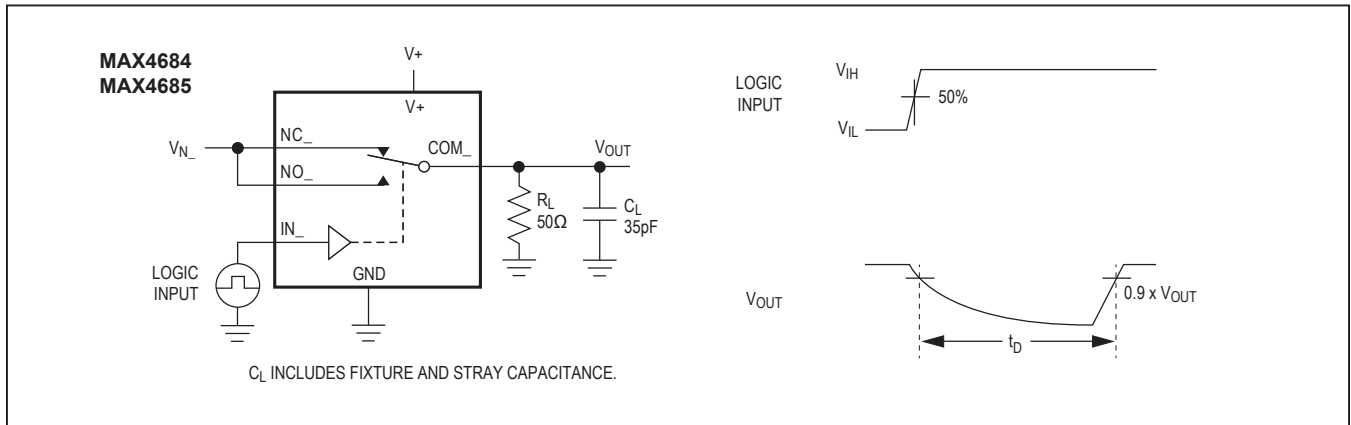 MAX4684
MAX4685
V+
V+
NC_
V_N_
NO_
COM_
V_OUT
R_L
50Ω
C_L
35pF
IN_
LOGIC
INPUT
GND
C_L INCLUDES FIXTURE AND STRAY CAPACITANCE.
LOGIC
INPUT
V_IH
50%
V_IL
V_OUT
0.9 x V_OUT
t_D